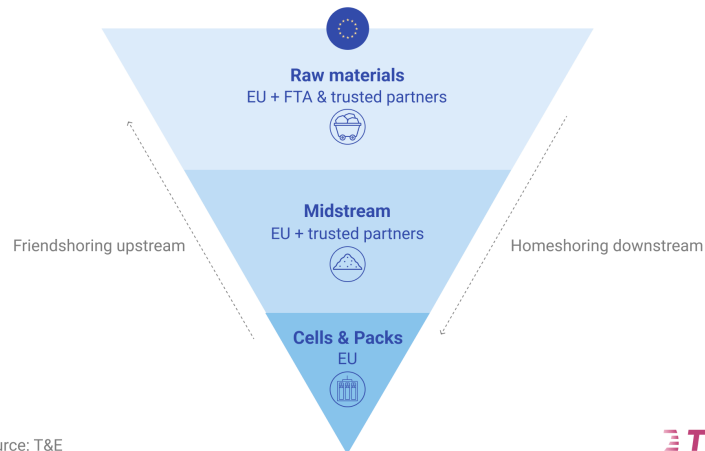 Raw materials
EU + FTA & trusted partners
Midstream
EU + trusted partners
Friendshoring upstream
Homeshoring downstream
Cells & Packs
EU
urce: T&E
T